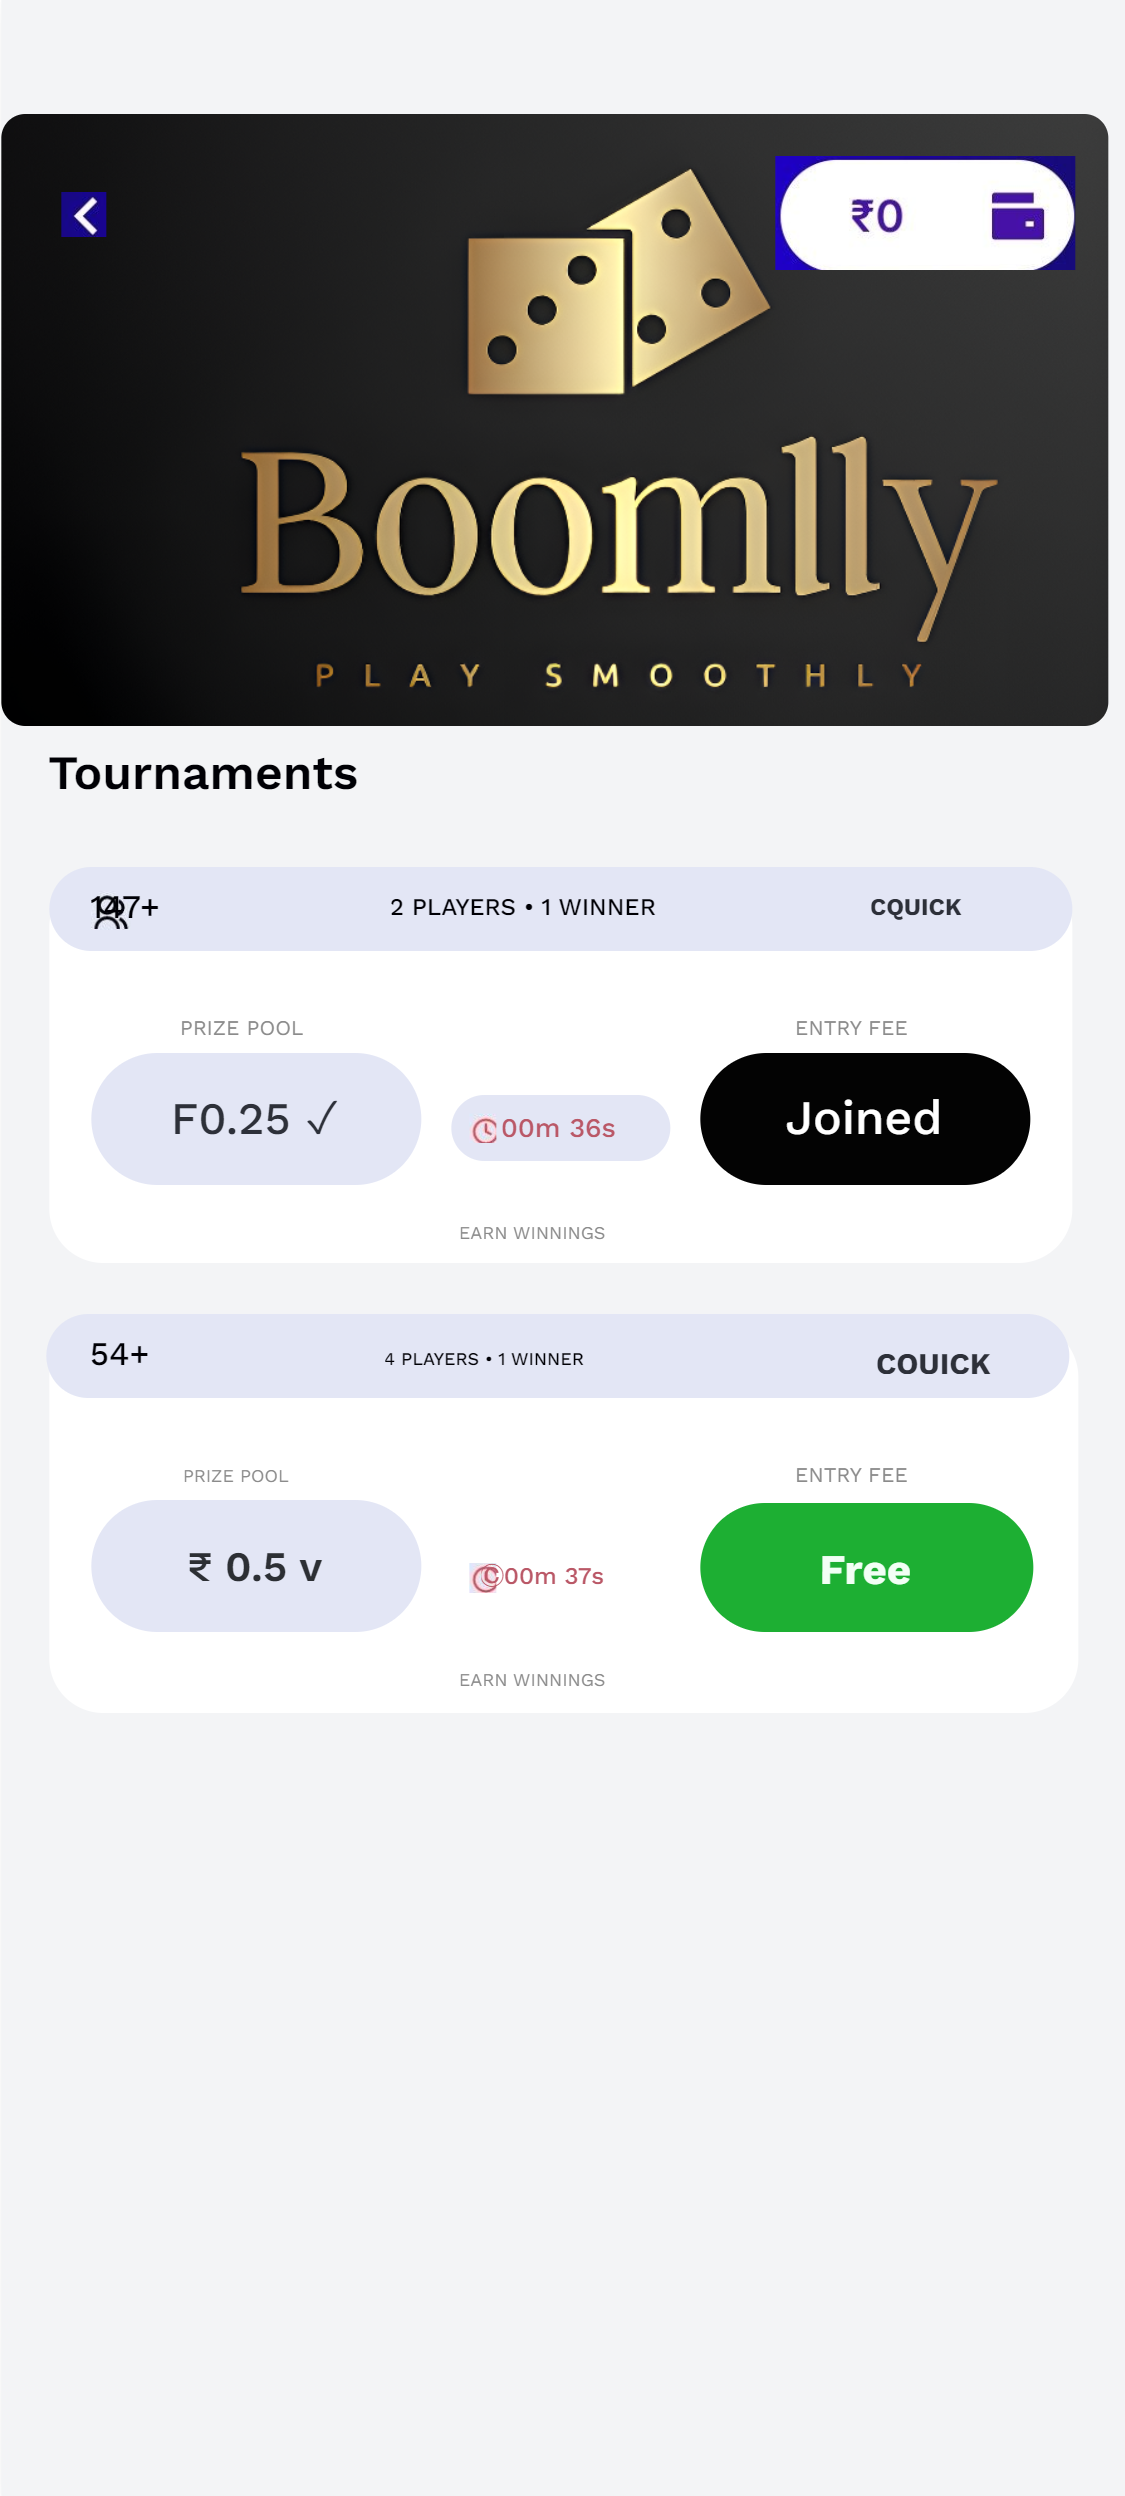 ₹0
Boomlly
PLAY SMOOTHLY
Tournaments
147+ 2 PLAYERS • 1 WINNER CQUICK
PRIZE POOL ENTRY FEE
F0.25 ✓ 00m 36s Joined
EARN WINNINGS
54+ 4 PLAYERS • 1 WINNER COUICK
PRIZE POOL ENTRY FEE
₹ 0.5 v ©00m 37s Free
EARN WINNINGS